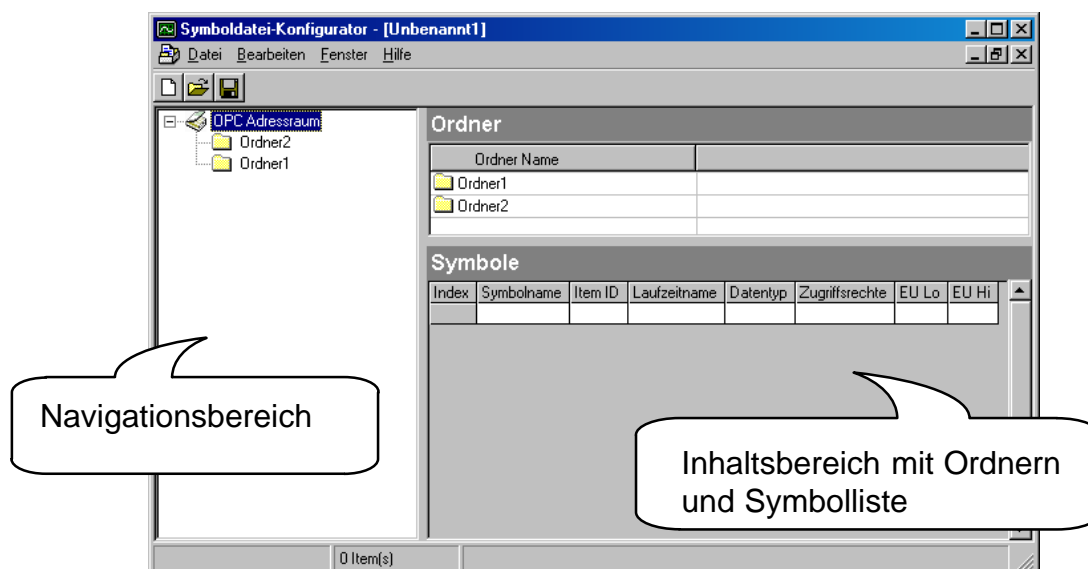 Symboldatei-Konfigurator - [Unbenannt1]
Datei Bearbeiten Fenster Hilfe
OPC Adressraum
Ordner2
Ordner1
Ordner
Ordner Name
Ordner1
Ordner2
Symbole
Index Symbolname Item ID Laufzeitname Datentyp Zugriffsrechte EU Lo EU Hi
Navigationsbereich
Inhaltsbereich mit Ordnern
und Symbolliste
0 Item(s)